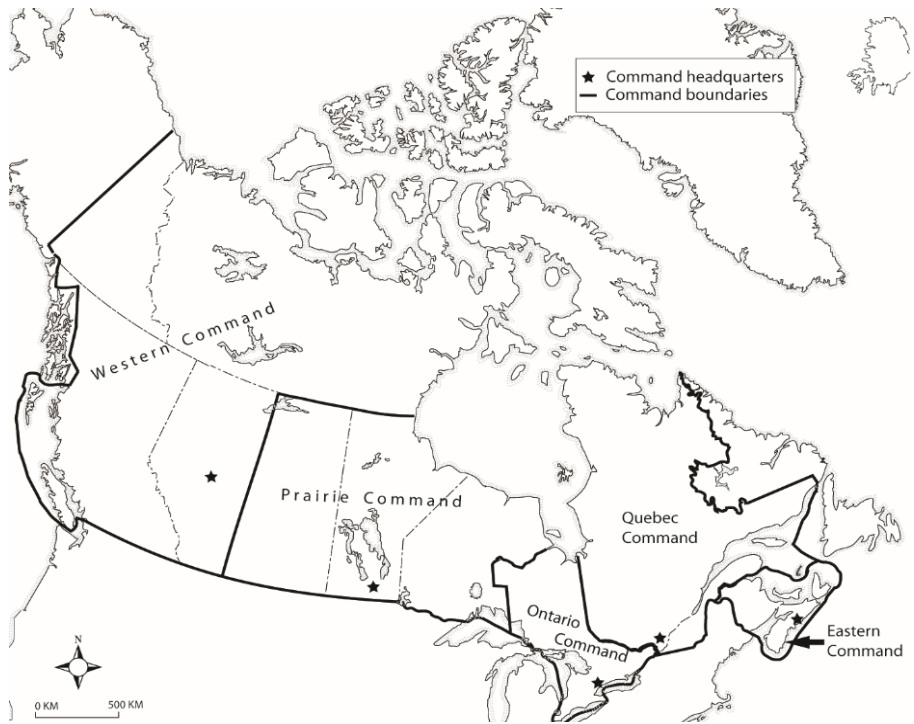 Command headquarters
Command boundaries
Western Command
Prairie Command
Quebec
Command
Ontario
Command
Eastern
Command
N
0 KM 500 KM